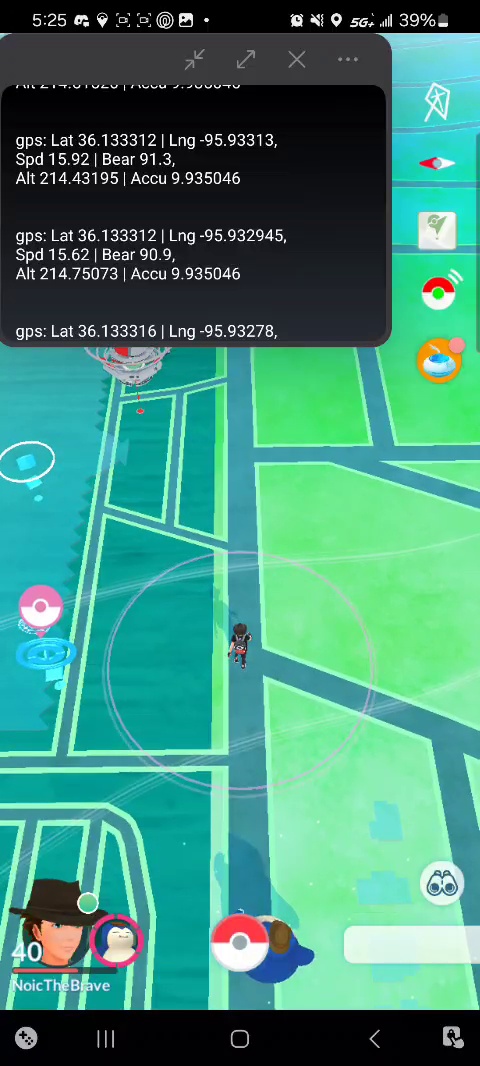 5:25
5G+
39%
gps: Lat 36.133312 | Lng -95.93313,
Spd 15.92 | Bear 91.3,
Alt 214.43195 | Accu 9.935046
gps: Lat 36.133312 | Lng -95.932945,
Spd 15.62 | Bear 90.9,
Alt 214.75073 | Accu 9.935046
gps: Lat 36.133316 | Lng -95.93278,
40
NoicTheBrave